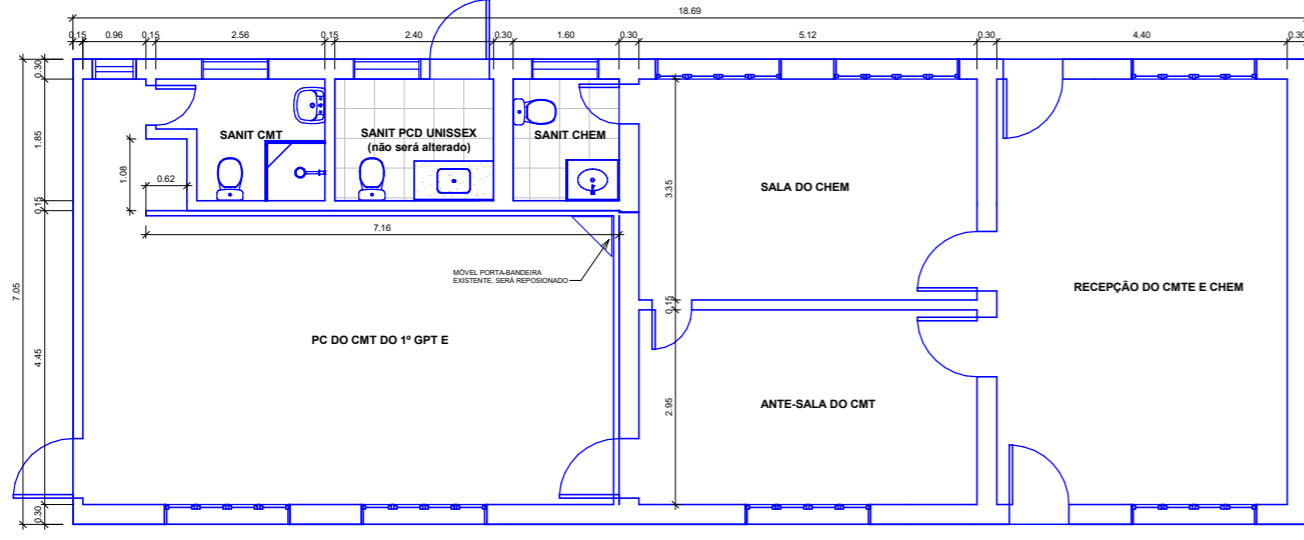 18.69
0.15
0.96
0.15
2.56
0.15
2.40
0.30
1.60
0.30
5.12
0.30
4.40
0.30
0.30
1.85
0.15
7.05
4.45
0.30
1.08
0.62
7.16
3.35
0.15
2.95
SANIT CMT
SANIT PCD UNISSEX
(não será alterado)
SANIT CHEM
SALA DO CHEM
MÓVEL PORTA-BANDEIRA
EXISTENTE, SERÁ REPOSIONADO
RECEPÇÃO DO CMTE E CHEM
PC DO CMT DO 1º GPT E
ANTE-SALA DO CMT